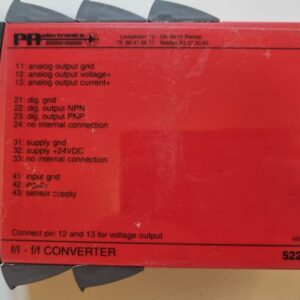 PR electronics
11: analog output gnd
12: analog output voltage+
13: analog output current+
21: dig. gnd
22: dig. output NPN
23: dig. output PNP
24: no internal connection
31: supply gnd
32: supply +24VDC
33: no internal connection
41: input gnd
42: input+
43: sensor supply
Connect pin 12 and 13 for voltage output
f/I - f/f CONVERTER
522